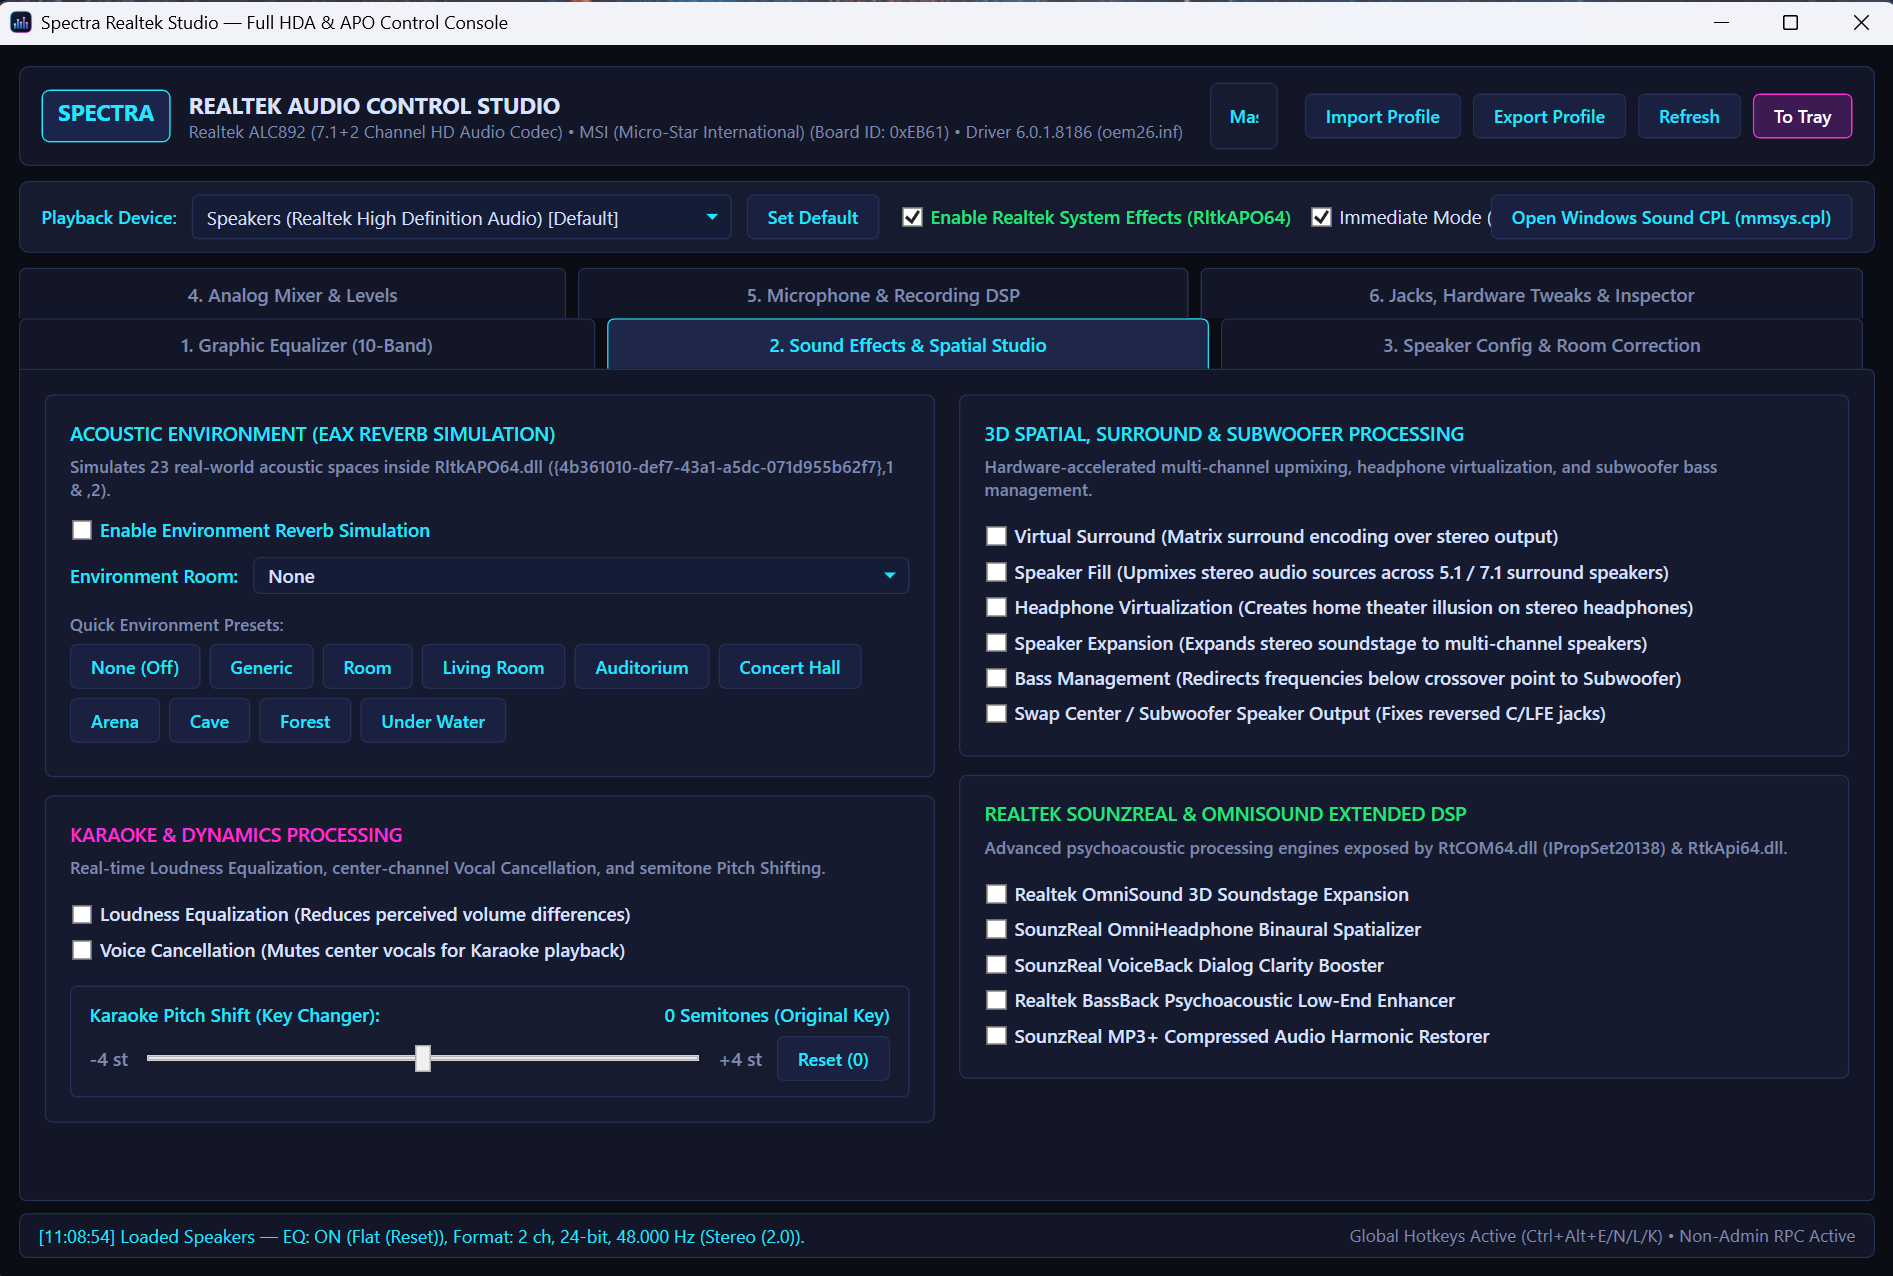 Spectra Realtek Studio — Full HDA & APO Control Console
SPECTRA
REALTEK AUDIO CONTROL STUDIO
Realtek ALC892 (7.1+2 Channel HD Audio Codec) • MSI (Micro-Star International) (Board ID: 0xEB61) • Driver 6.0.1.8186 (oem26.inf)
Mas
Import Profile
Export Profile
Refresh
To Tray
Playback Device:
Speakers (Realtek High Definition Audio) [Default]
Set Default
Enable Realtek System Effects (RltkAPO64)
Immediate Mode (
Open Windows Sound CPL (mmsys.cpl)
4. Analog Mixer & Levels
5. Microphone & Recording DSP
6. Jacks, Hardware Tweaks & Inspector
1. Graphic Equalizer (10-Band)
2. Sound Effects & Spatial Studio
3. Speaker Config & Room Correction
ACOUSTIC ENVIRONMENT (EAX REVERB SIMULATION)
Simulates 23 real-world acoustic spaces inside RltkAPO64.dll ({4b361010-def7-43a1-a5dc-071d955b62f7},1
& ,2).
Enable Environment Reverb Simulation
Environment Room:
None
Quick Environment Presets:
None (Off)
Generic
Room
Living Room
Auditorium
Concert Hall
Arena
Cave
Forest
Under Water
KARAOKE & DYNAMICS PROCESSING
Real-time Loudness Equalization, center-channel Vocal Cancellation, and semitone Pitch Shifting.
Loudness Equalization (Reduces perceived volume differences)
Voice Cancellation (Mutes center vocals for Karaoke playback)
Karaoke Pitch Shift (Key Changer):
0 Semitones (Original Key)
-4 st
+4 st
Reset (0)
3D SPATIAL, SURROUND & SUBWOOFER PROCESSING
Hardware-accelerated multi-channel upmixing, headphone virtualization, and subwoofer bass
management.
Virtual Surround (Matrix surround encoding over stereo output)
Speaker Fill (Upmixes stereo audio sources across 5.1 / 7.1 surround speakers)
Headphone Virtualization (Creates home theater illusion on stereo headphones)
Speaker Expansion (Expands stereo soundstage to multi-channel speakers)
Bass Management (Redirects frequencies below crossover point to Subwoofer)
Swap Center / Subwoofer Speaker Output (Fixes reversed C/LFE jacks)
REALTEK SOUNZREAL & OMNISOUND EXTENDED DSP
Advanced psychoacoustic processing engines exposed by RtCOM64.dll (IPropSet20138) & RtkApi64.dll.
Realtek OmniSound 3D Soundstage Expansion
SounzReal OmniHeadphone Binaural Spatializer
SounzReal VoiceBack Dialog Clarity Booster
Realtek BassBack Psychoacoustic Low-End Enhancer
SounzReal MP3+ Compressed Audio Harmonic Restorer
[11:08:54] Loaded Speakers — EQ: ON (Flat (Reset)), Format: 2 ch, 24-bit, 48.000 Hz (Stereo (2.0)).
Global Hotkeys Active (Ctrl+Alt+E/N/L/K) • Non-Admin RPC Active